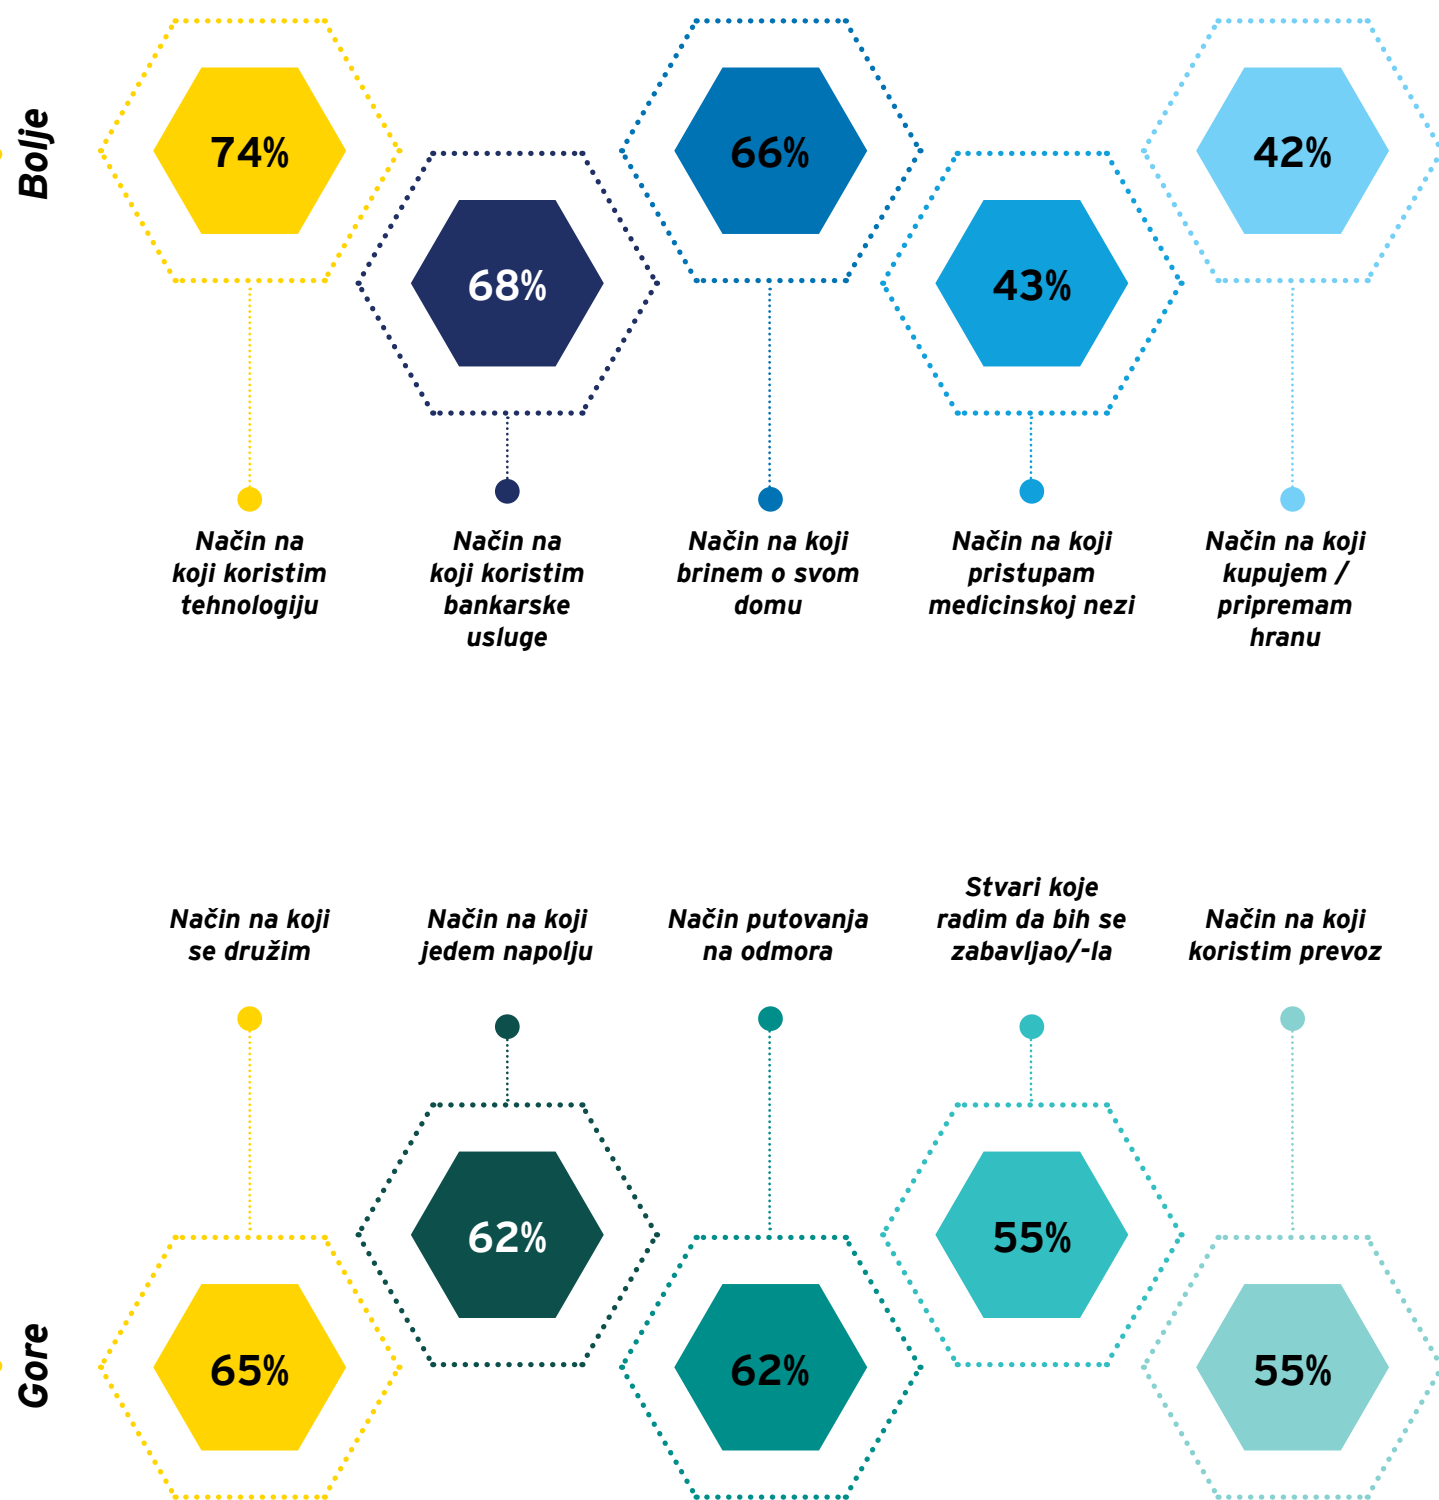 Bolje
74%
68%
66%
43%
42%
Način na
koji koristim
tehnologiju
Način na
koji koristim
bankarske
usluge
Način na koji
brinem o svom
domu
Način na koji
pristupam
medicinskoj nezi
Način na koji
kupujem /
pripremam
hranu
Način na koji
se družim
Način na koji
jedem napolju
Način putovanja
na odmora
Stvari koje
radim da bih se
zabavljao/-la
Način na koji
koristim prevoz
Gore
65%
62%
62%
55%
55%